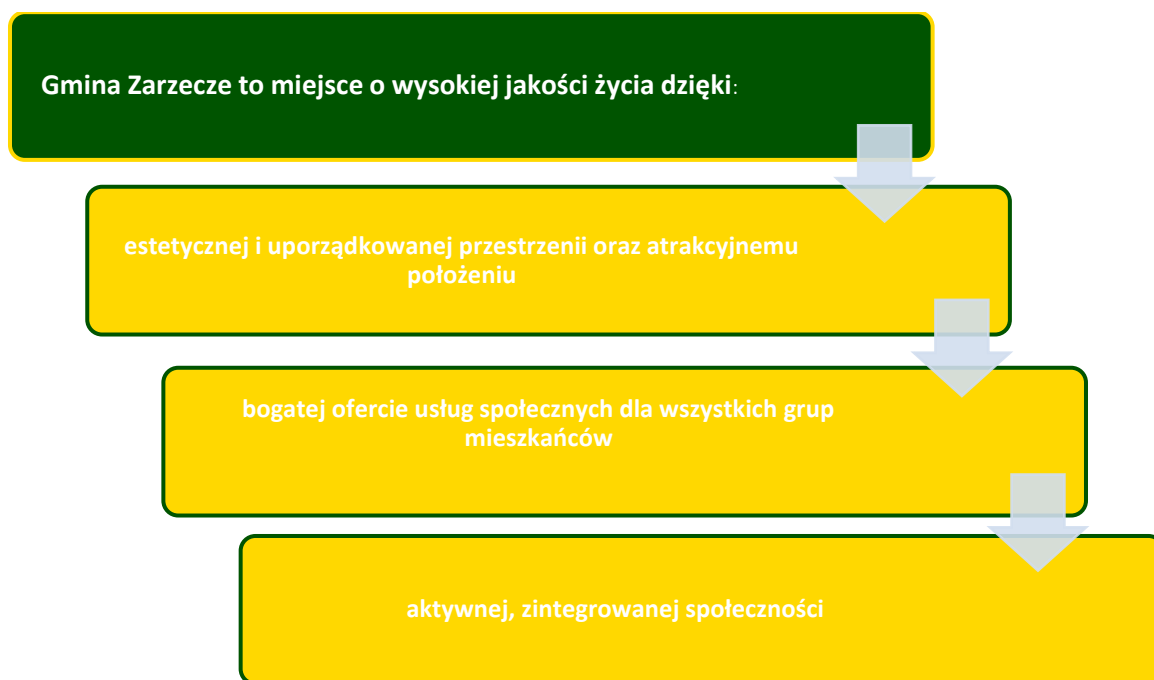 Gmina Zarzecze to miejsce o wysokiej jakości życia dzięki:
estetycznej i uporządkowanej przestrzenii oraz atrakcyjnemu
położeniu
bogatej ofercie usług społecznych dla wszystkich grup
mieszkańców
aktywnej, zintegrowanej społeczności